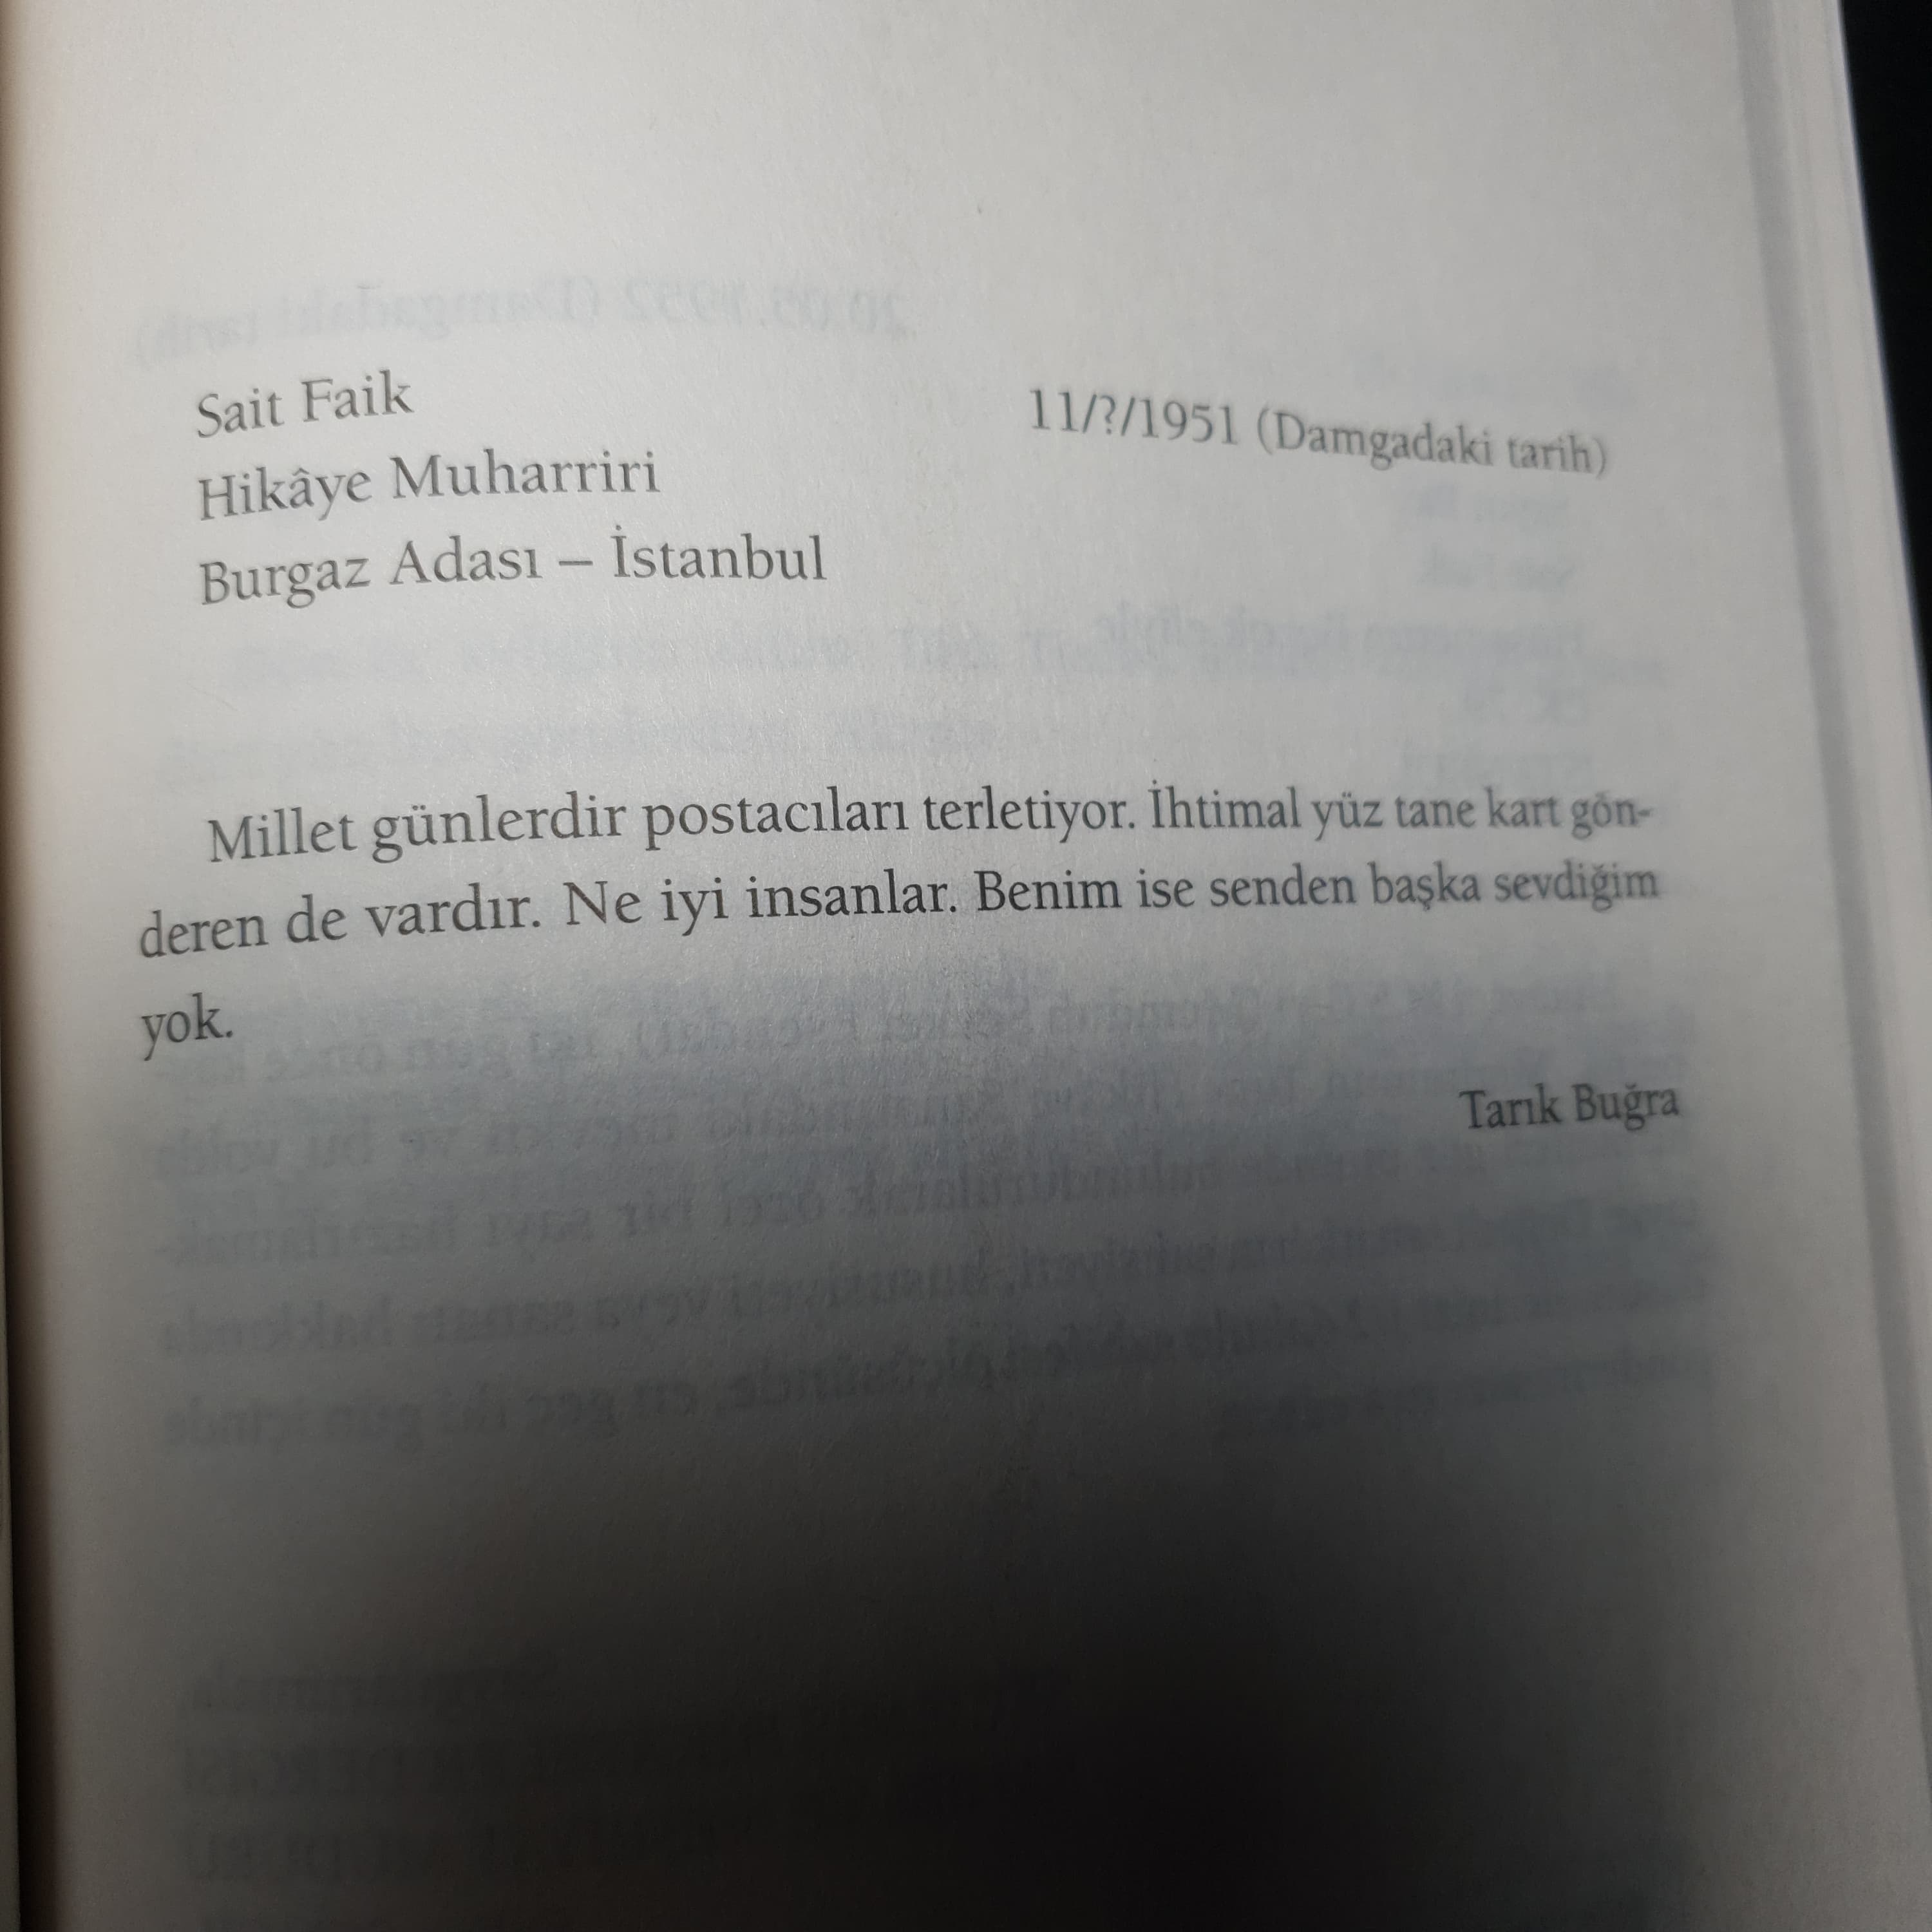 Sait Faik
11/?/1951 (Damgadaki tarih)
Hikâye Muharriri
Burgaz Adası – İstanbul
Millet günlerdir postacıları terletiyor. İhtimal yüz tane kart gön-
deren de vardır. Ne iyi insanlar. Benim ise senden başka sevdiğim
yok.
Tarık Buğra